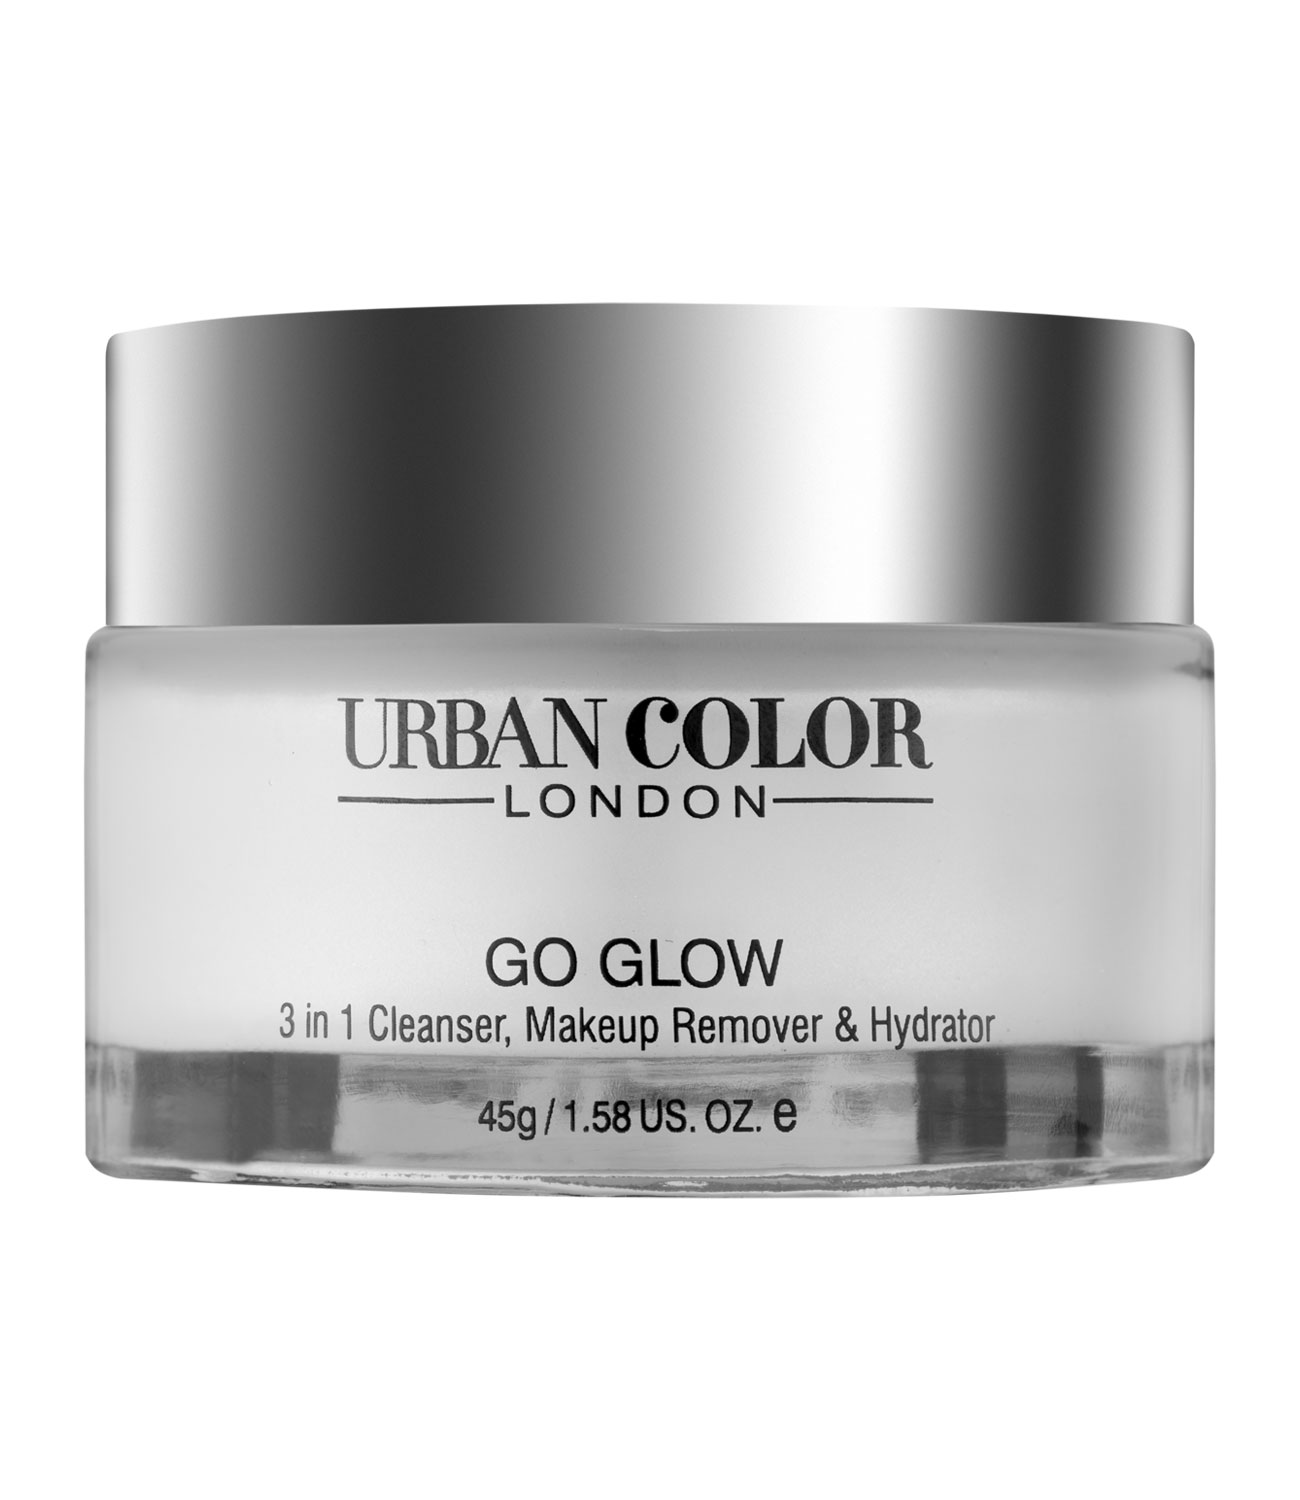 URBAN COLOR
LONDON
GO GLOW
3 in 1 Cleanser, Makeup Remover & Hydrator
45g / 1.58 US. OZ. e